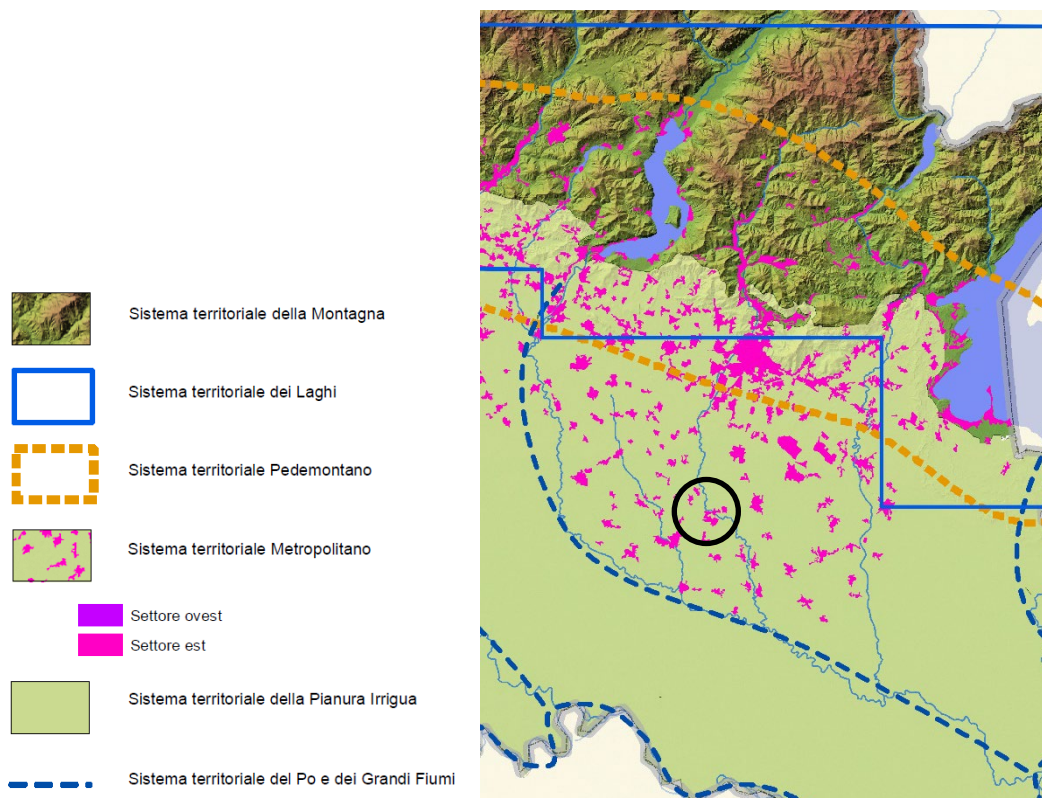 Sistema territoriale della Montagna
Sistema territoriale dei Laghi
Sistema territoriale Pedemontano
Sistema territoriale Metropolitano
Settore ovest
Settore est
Sistema territoriale della Pianura Irrigua
Sistema territoriale del Po e dei Grandi Fiumi